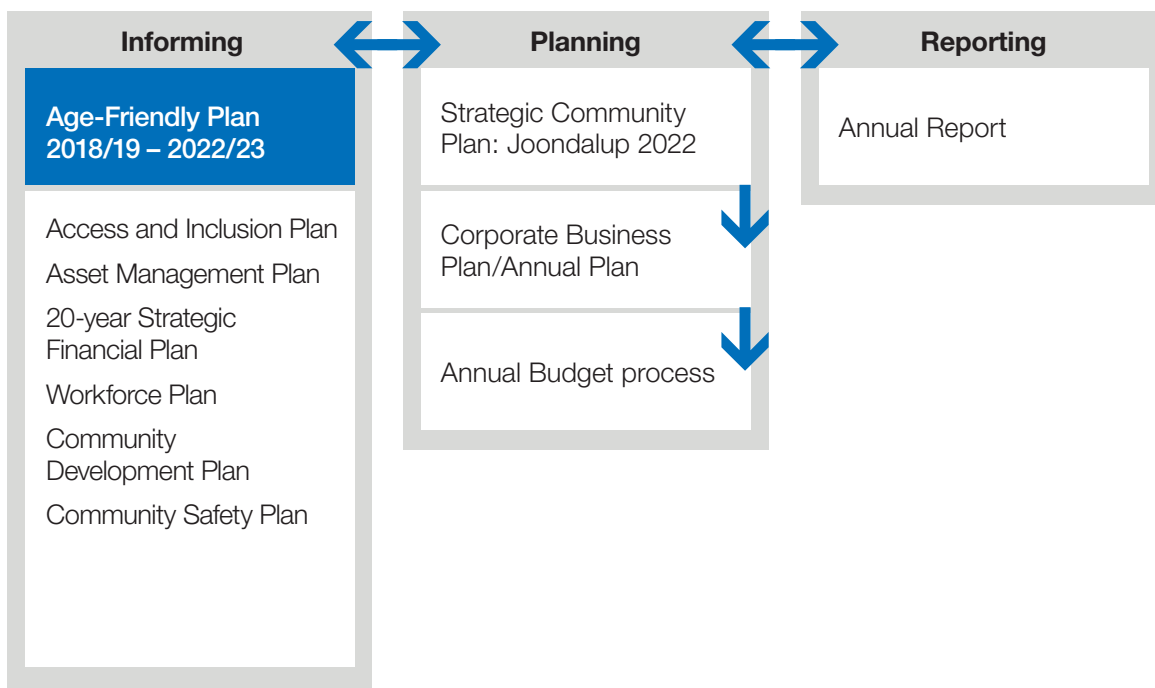 Informing
Age-Friendly Plan
2018/19 – 2022/23
Access and Inclusion Plan
Asset Management Plan
20-year Strategic
Financial Plan
Workforce Plan
Community
Development Plan
Community Safety Plan
Planning
Strategic Community
Plan: Joondalup 2022
Corporate Business
Plan/Annual Plan
Annual Budget process
Reporting
Annual Report